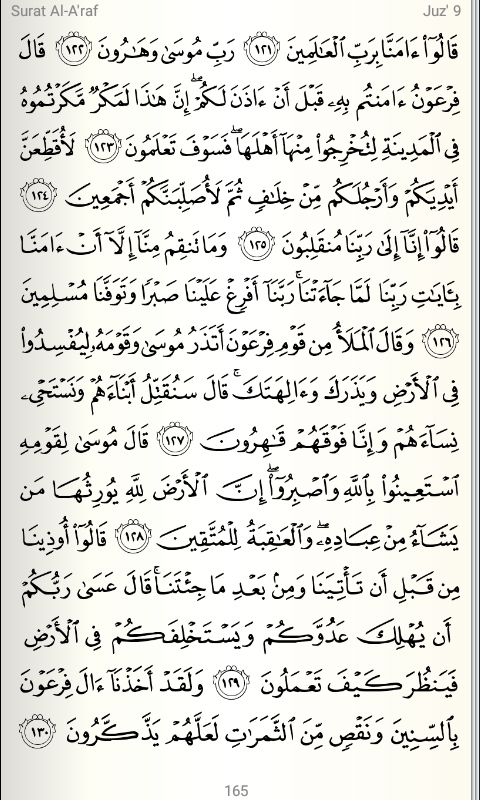 Surat Al-A'raf Juz' 9
قَالُوٓا۟ ءَامَنَّا بِرَبِّ ٱلْعَٰلَمِينَ ١٢١ رَبِّ مُوسَىٰ وَهَٰرُونَ ١٢٢ قَالَ
فِرْعَوْنُ ءَامَنتُم بِهِۦ قَبْلَ أَنْ ءَاذَنَ لَكُمْ ۖ إِنَّ هَٰذَا لَمَكْرٌ مَّكَرْتُمُوهُ
فِى ٱلْمَدِينَةِ لِتُخْرِجُوا۟ مِنْهَآ أَهْلَهَا ۖ فَسَوْفَ تَعْلَمُونَ ١٢٣ لَأُقَطِّعَنَّ
أَيْدِيَكُمْ وَأَرْجُلَكُم مِّنْ خِلَٰفٍ ثُمَّ لَأُصَلِّبَنَّكُمْ أَجْمَعِينَ ١٢٤
قَالُوٓا۟ إِنَّآ إِلَىٰ رَبِّنَا مُنقَلِبُونَ ١٢٥ وَمَا تَنقِمُ مِنَّآ إِلَّآ أَنْ ءَامَنَّا
بِـَٔايَٰتِ رَبِّنَا لَمَّا جَآءَتْنَا ۚ رَبَّنَآ أَفْرِغْ عَلَيْنَا صَبْرًا وَتَوَفَّنَا مُسْلِمِينَ
١٢٦ وَقَالَ ٱلْمَلَأُ مِن قَوْمِ فِرْعَوْنَ أَتَذَرُ مُوسَىٰ وَقَوْمَهُۥ لِيُفْسِدُوا۟
فِى ٱلْأَرْضِ وَيَذَرَكَ وَءَالِهَتَكَ ۚ قَالَ سَنُقَتِّلُ أَبْنَآءَهُمْ وَنَسْتَحْىِۦ
نِسَآءَهُمْ وَإِنَّا فَوْقَهُمْ قَٰهِرُونَ ١٢٧ قَالَ مُوسَىٰ لِقَوْمِهِ
ٱسْتَعِينُوا۟ بِٱللَّهِ وَٱصْبِرُوٓا۟ ۖ إِنَّ ٱلْأَرْضَ لِلَّهِ يُورِثُهَا مَن
يَشَآءُ مِنْ عِبَادِهِۦ ۖ وَٱلْعَٰقِبَةُ لِلْمُتَّقِينَ ١٢٨ قَالُوٓا۟ أُوذِينَا
مِن قَبْلِ أَن تَأْتِيَنَا وَمِنۢ بَعْدِ مَا جِئْتَنَا ۚ قَالَ عَسَىٰ رَبُّكُمْ
أَن يُهْلِكَ عَدُوَّكُمْ وَيَسْتَخْلِفَكُمْ فِى ٱلْأَرْضِ
فَيَنظُرَ كَيْفَ تَعْمَلُونَ ١٢٩ وَلَقَدْ أَخَذْنَآ ءَالَ فِرْعَوْنَ
بِٱلسِّنِينَ وَنَقْصٍ مِّنَ ٱلثَّمَرَٰتِ لَعَلَّهُمْ يَذَّكَّرُونَ ١٣٠
165